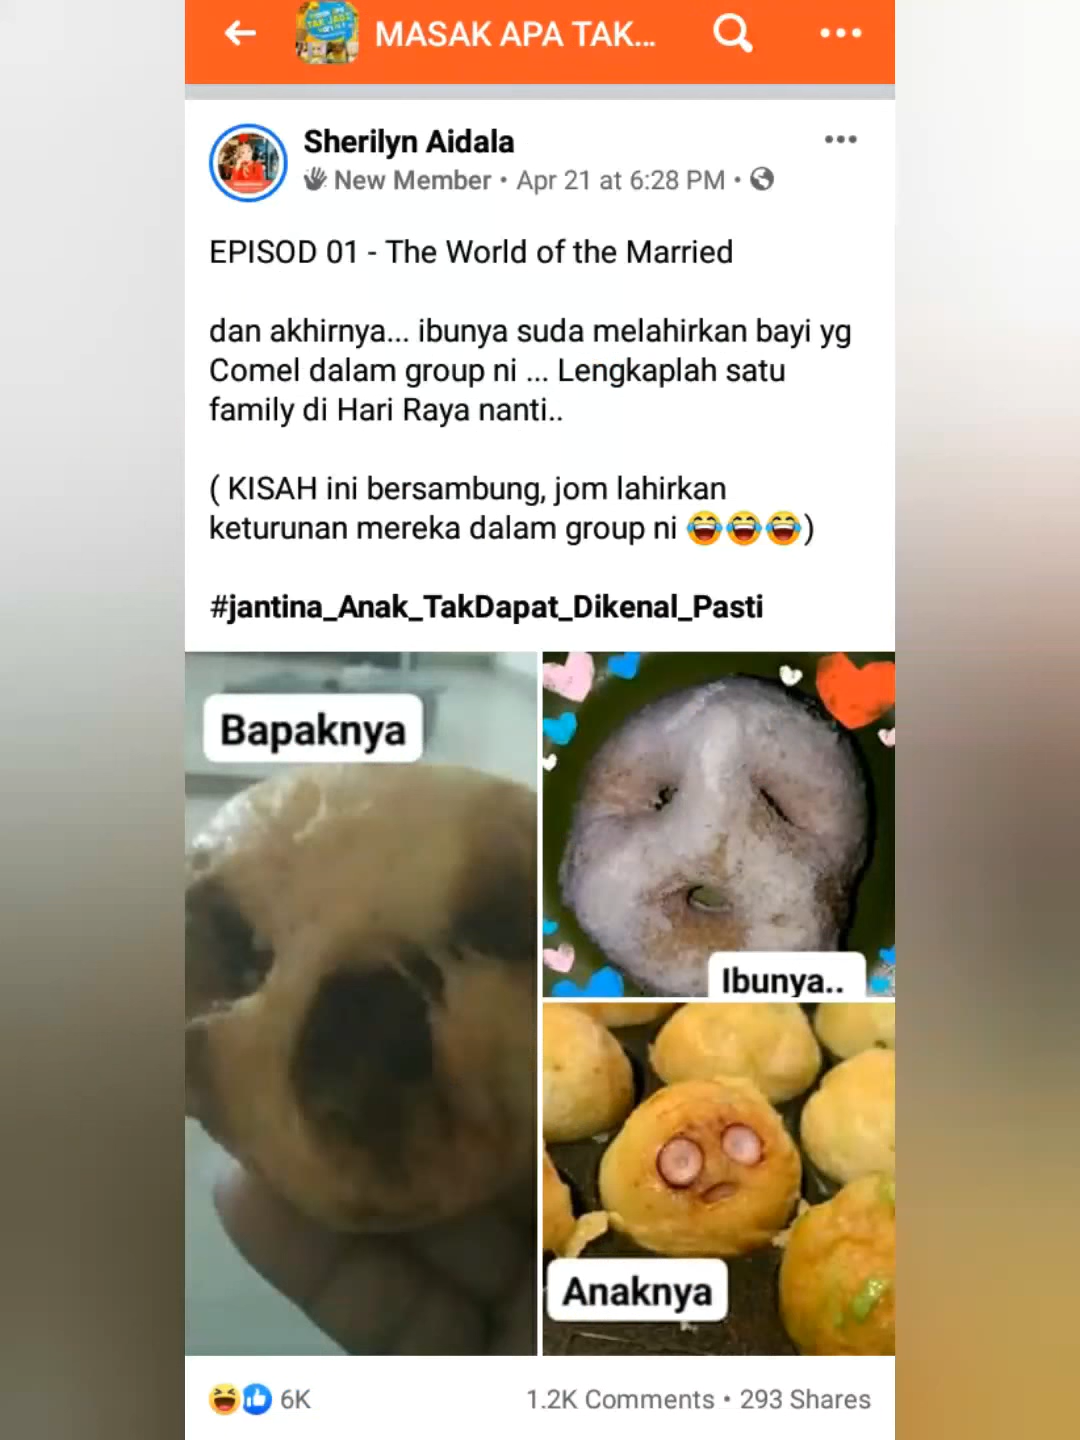 MASAK APA TAK...
Sherilyn Aidala
New Member • Apr 21 at 6:28 PM •
EPISOD 01 - The World of the Married
dan akhirnya... ibunya suda melahirkan bayi yg
Comel dalam group ni ... Lengkaplah satu
family di Hari Raya nanti..
( KISAH ini bersambung, jom lahirkan
keturunan mereka dalam group ni 😂😂😂)
#jantina_Anak_TakDapat_Dikenal_Pasti
Bapaknya
Ibunya..
Anaknya
6K
1.2K Comments • 293 Shares